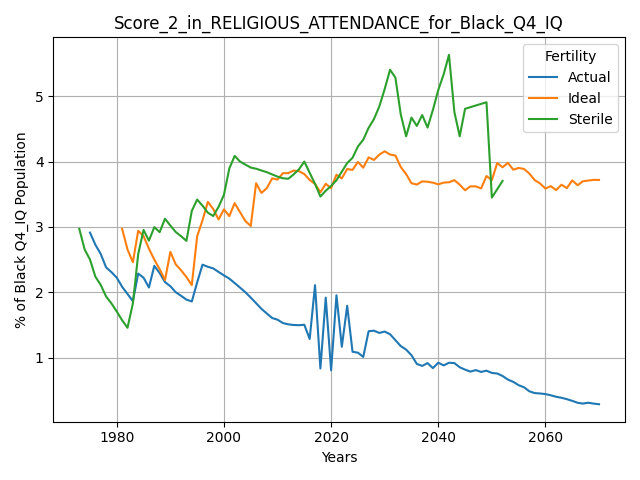 Score_2_in_RELIGIOUS_ATTENDANCE_for_Black_Q4_IQ
Fertility
Actual
Ideal
Sterile
% of Black Q4_IQ Population
5
4
3
2
1
1980 2000 2020 2040 2060
Years